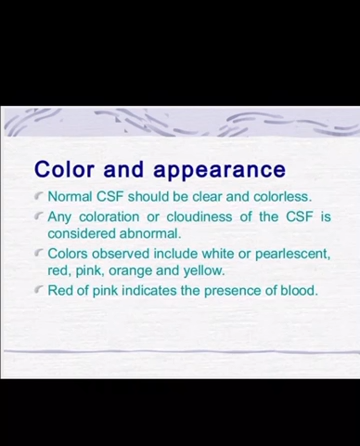 Color and appearance
Normal CSF should be clear and colorless.
Any coloration or cloudiness of the CSF is
considered abnormal.
Colors observed include white or pearlescent,
red, pink, orange and yellow.
Red of pink indicates the presence of blood.